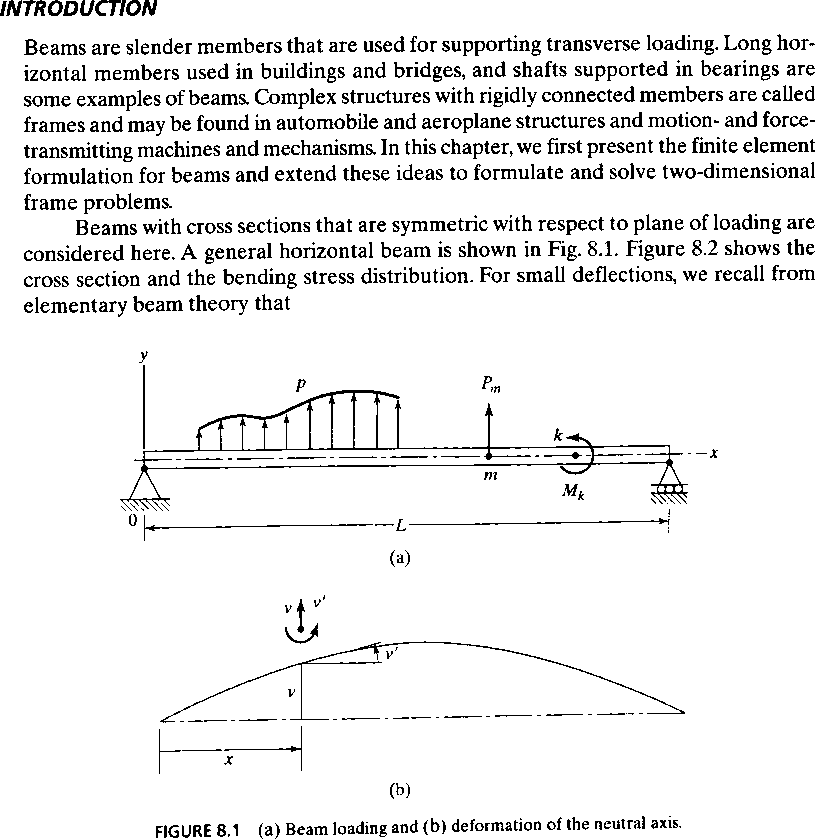 INTRODUCTION
Beams are slender members that are used for supporting transverse loading. Long hor-
izontal members used in buildings and bridges, and shafts supported in bearings are
some examples of beams. Complex structures with rigidly connected members are called
frames and may be found in automobile and aeroplane structures and motion- and force-
transmitting machines and mechanisms. In this chapter, we first present the finite element
formulation for beams and extend these ideas to formulate and solve two-dimensional
frame problems.
Beams with cross sections that are symmetric with respect to plane of loading are
considered here. A general horizontal beam is shown in Fig. 8.1. Figure 8.2 shows the
cross section and the bending stress distribution. For small deflections, we recall from
elementary beam theory that
y
p
Pm
k
x
m
Mk
0
L
(a)
v v'
v'
v
x
(b)
FIGURE 8.1 (a) Beam loading and (b) deformation of the neutral axis.